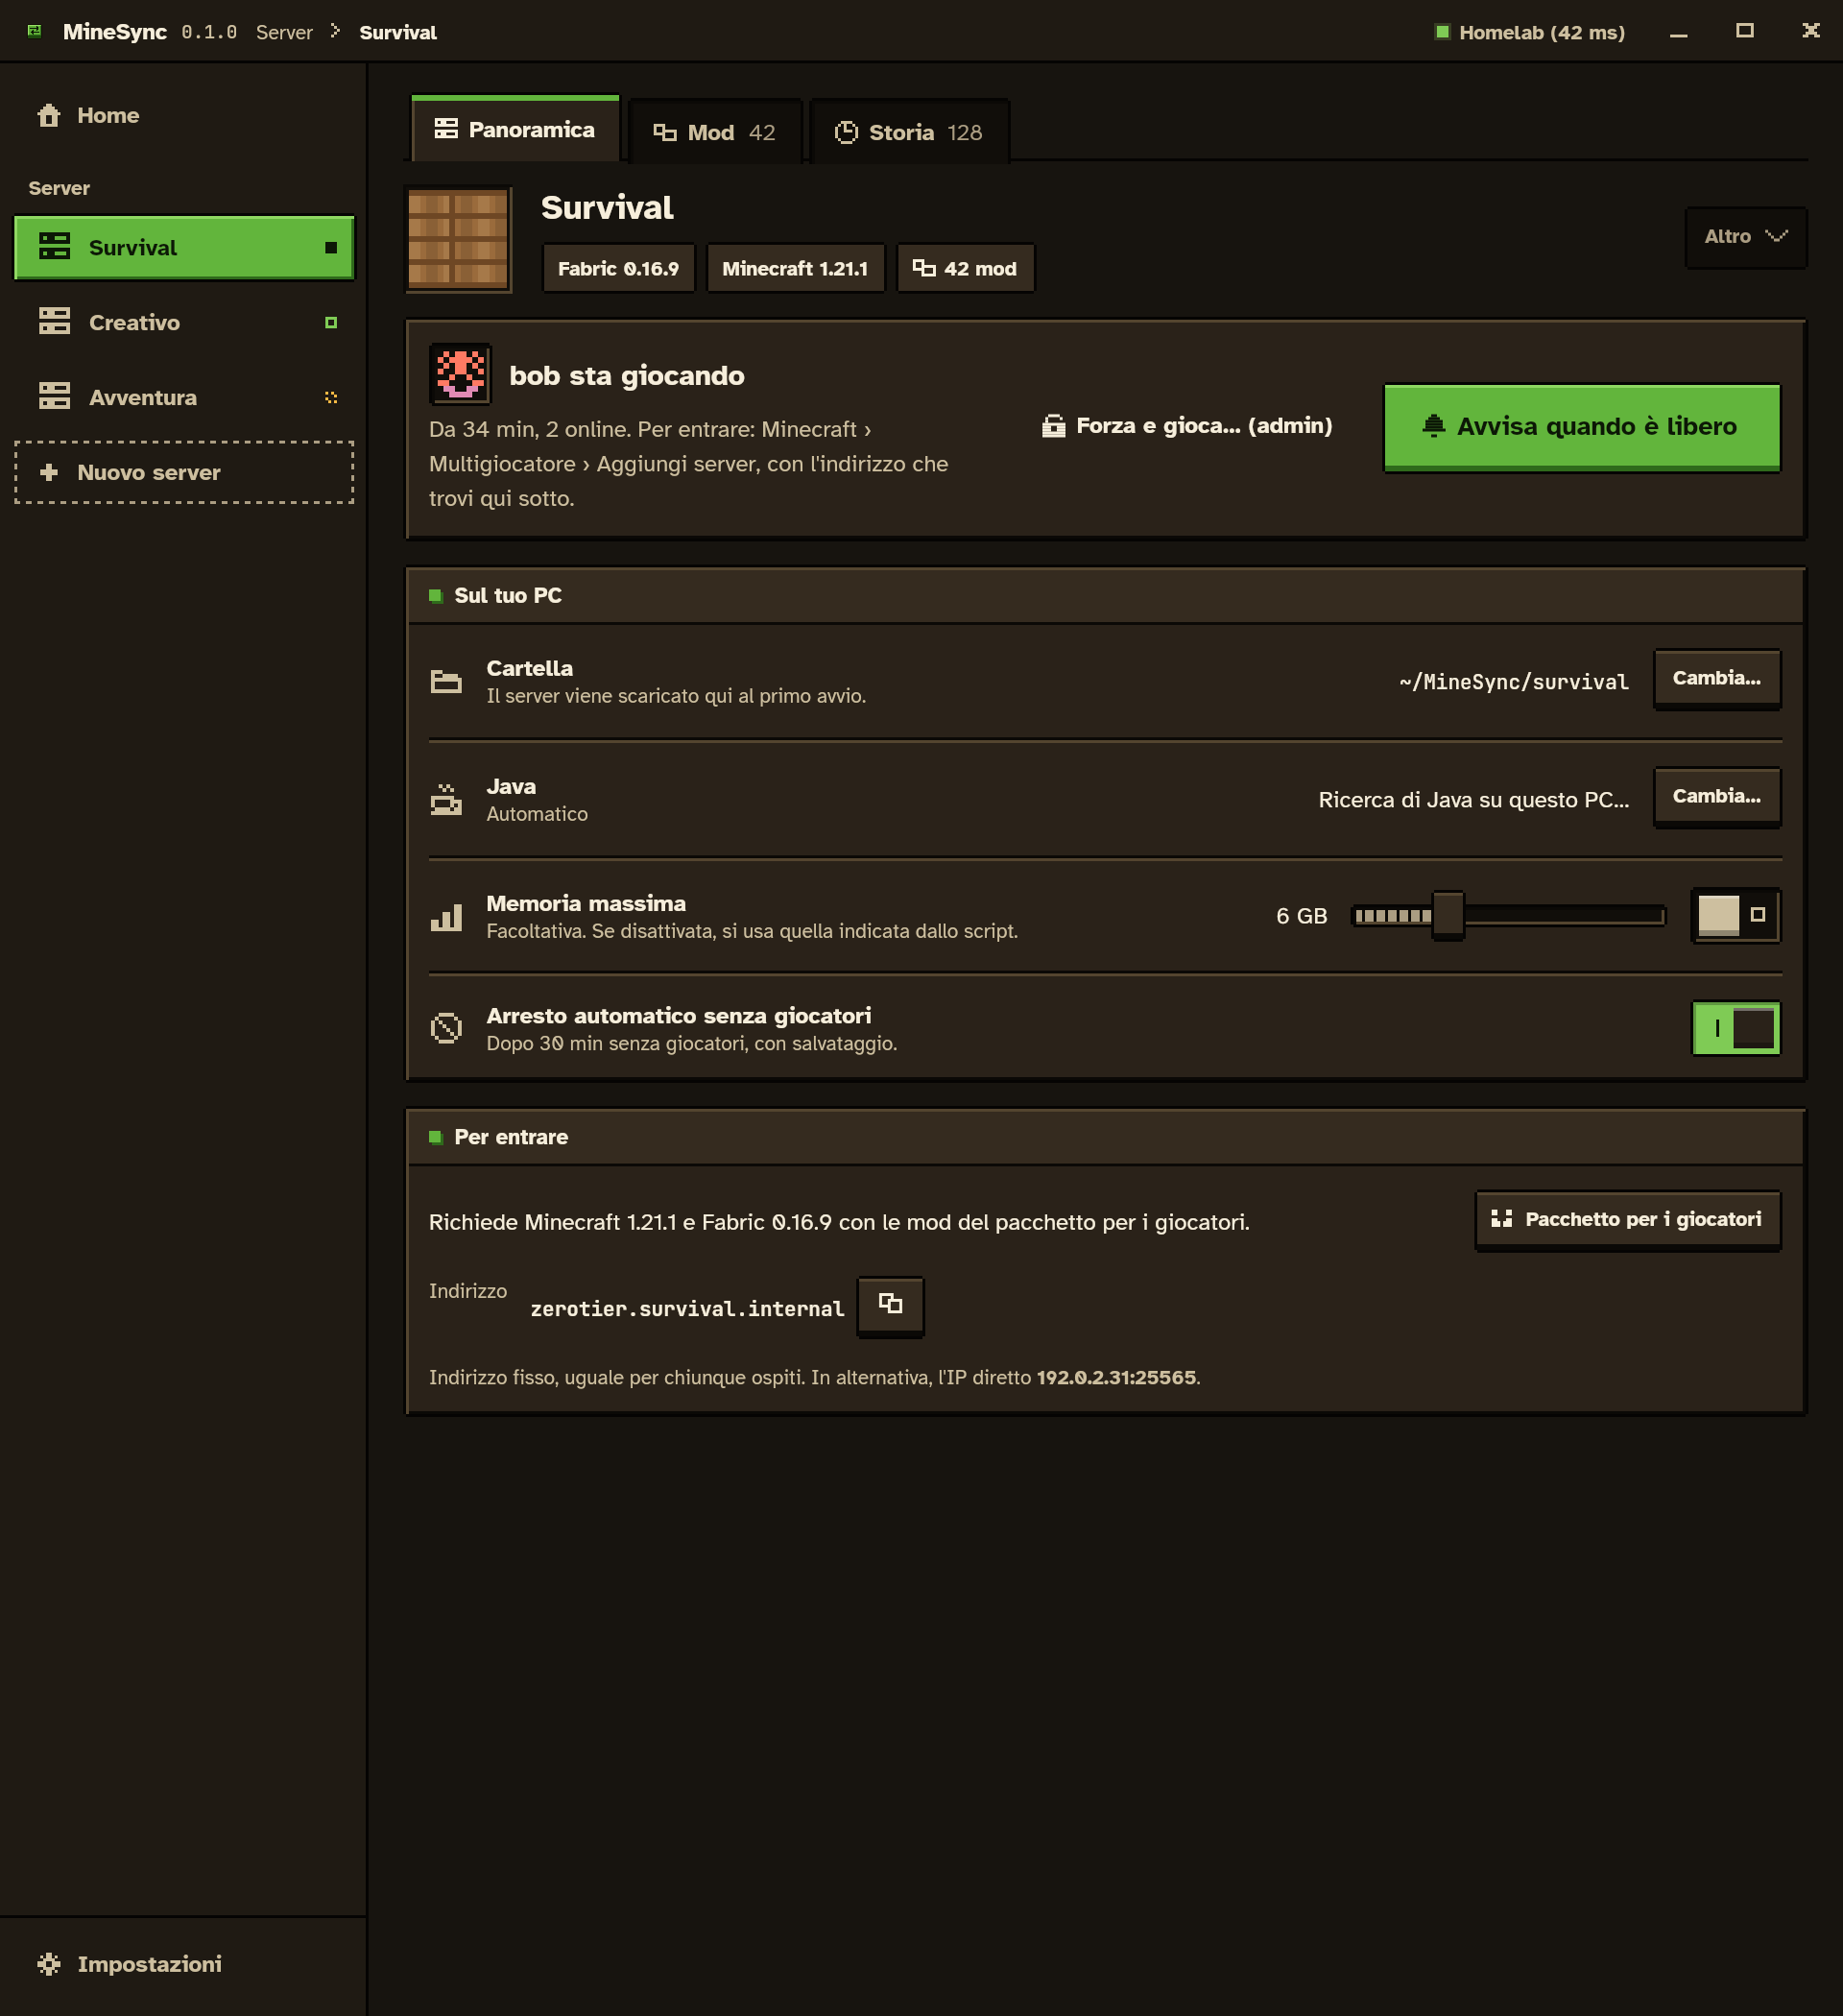 MineSync 0.1.0 Server Survival
Homelab (42 ms)
Home
Server
Survival
Creativo
Avventura
Nuovo server
Impostazioni
Panoramica
Mod 42
Storia 128
Survival
Fabric 0.16.9
Minecraft 1.21.1
42 mod
Altro
bob sta giocando
Da 34 min, 2 online. Per entrare: Minecraft ›
Multigiocatore › Aggiungi server, con l'indirizzo che
trovi qui sotto.
Forza e gioca... (admin)
Avvisa quando è libero
Sul tuo PC
Cartella
Il server viene scaricato qui al primo avvio.
~/MineSync/survival
Cambia...
Java
Automatico
Ricerca di Java su questo PC...
Cambia...
Memoria massima
Facoltativa. Se disattivata, si usa quella indicata dallo script.
6 GB
Arresto automatico senza giocatori
Dopo 30 min senza giocatori, con salvataggio.
Per entrare
Richiede Minecraft 1.21.1 e Fabric 0.16.9 con le mod del pacchetto per i giocatori.
Pacchetto per i giocatori
Indirizzo
zerotier.survival.internal
Indirizzo fisso, uguale per chiunque ospiti. In alternativa, l'IP diretto 192.0.2.31:25565.